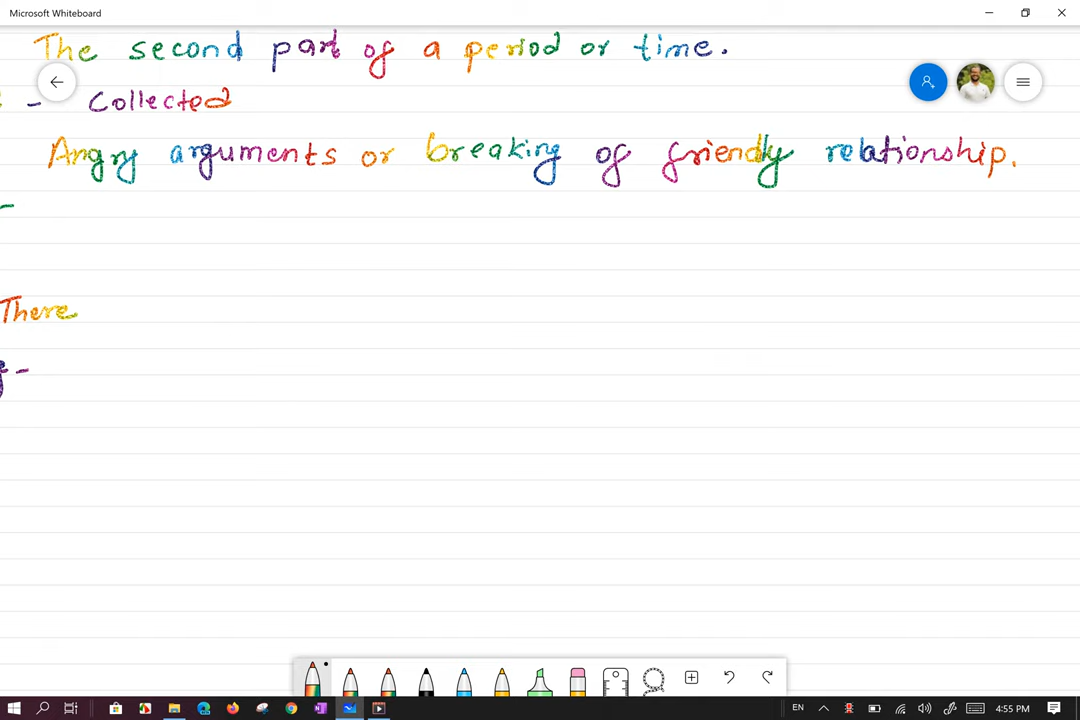 Microsoft Whiteboard
The second part of a period or time.
- Collected
Angry arguments or breaking of friendly relationship.
-
There
-
EN
4:55 PM